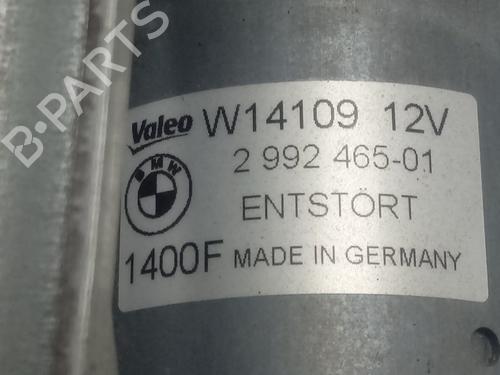 B-PARTS
Valeo W14109 12V
BMW
2 992 465-01
ENTSTÖRT
1400F MADE IN GERMANY